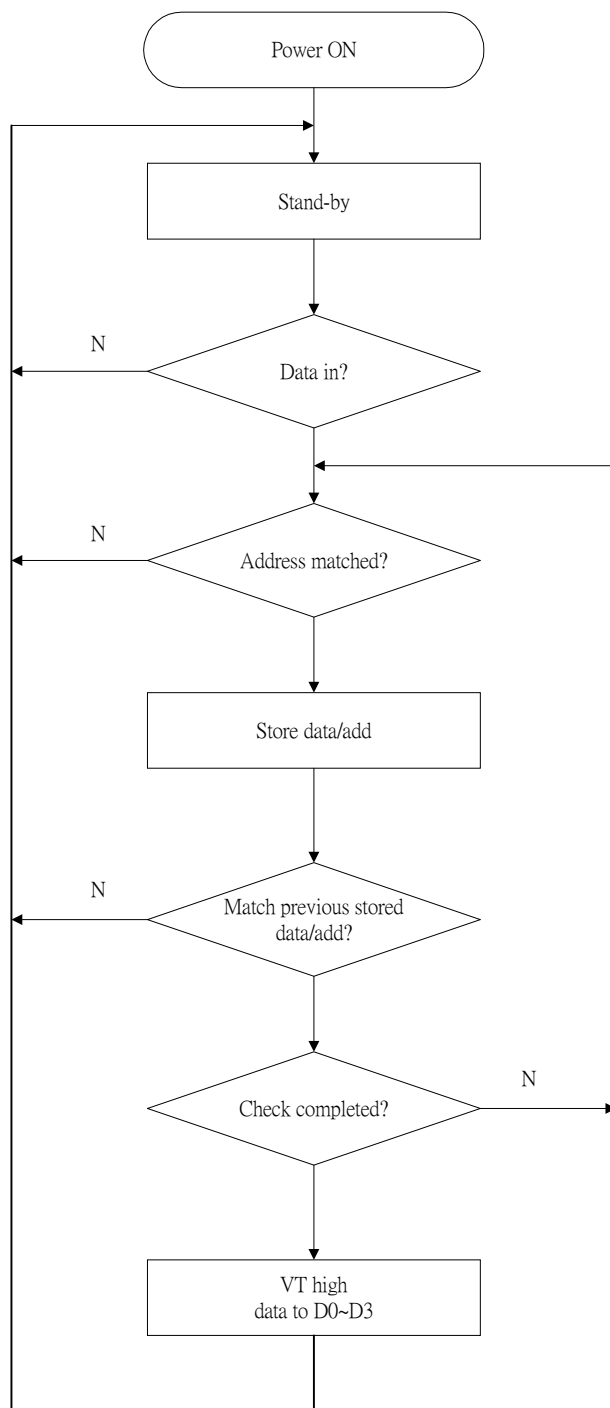 Power ON
Stand-by
N
Data in?
N
Address matched?
Store data/add
N
Match previous stored
data/add?
N
Check completed?
VT high
data to D0~D3